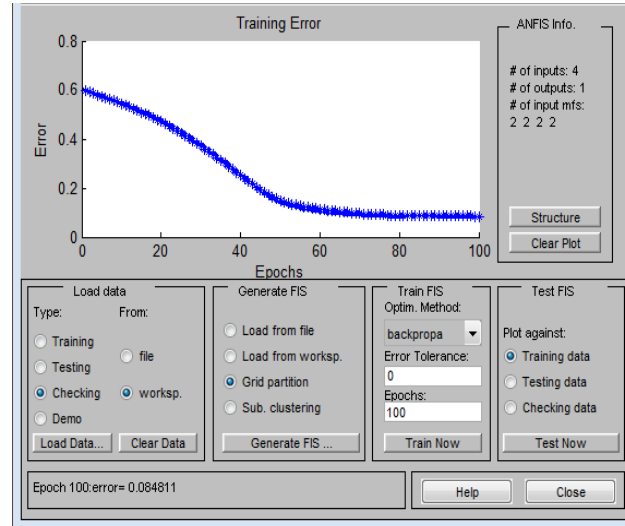 Training Error
0.8
0.6
0.4
0.2
0
Error
0 20 40 60 80 100
Epochs
ANFIS Info.
# of inputs: 4
# of outputs: 1
# of input mfs:
2 2 2 2
Structure
Clear Plot
Load data
Type: From:
Training
Testing
Checking
Demo
file
worksp.
Load Data... Clear Data
Generate FIS
Load from file
Load from worksp.
Grid partition
Sub. clustering
Generate FIS ...
Train FIS
Optim. Method:
backpropa
Error Tolerance:
0
Epochs:
100
Train Now
Test FIS
Plot against:
Training data
Testing data
Checking data
Test Now
Epoch 100:error= 0.084811
Help Close